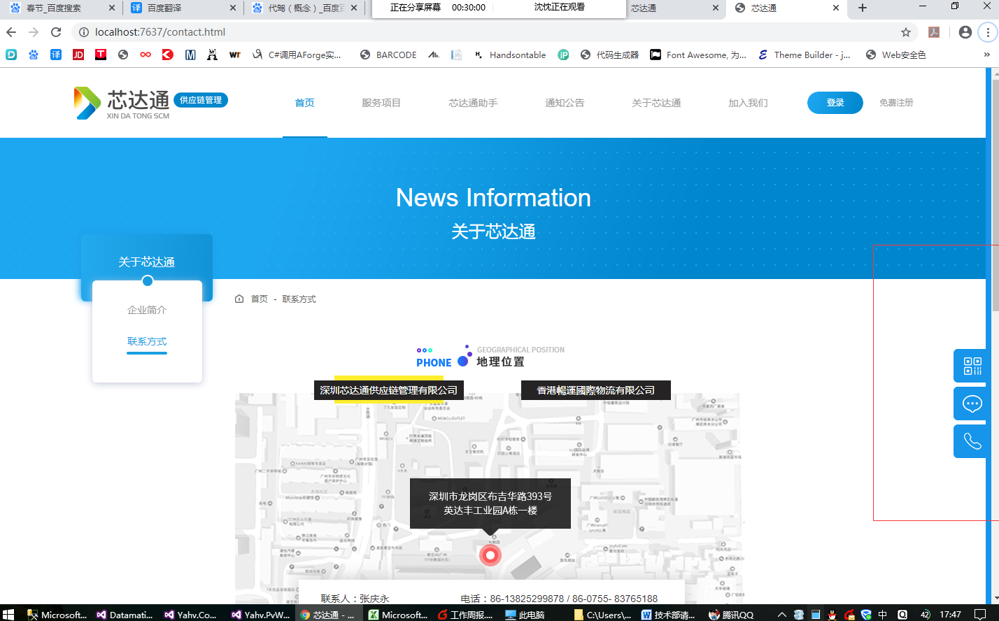 春节_百度搜索
百度翻译
代驾（概念）_百度百
正在分享屏幕 00:30:00 沈忱正在观看
芯达通
芯达通
localhost:7637/contact.html
C#调用AForge实...
BARCODE
Handsontable
代码生成器
Font Awesome, 为...
Theme Builder - j...
Web安全色
芯达通
XIN DA TONG SCM
供应链管理
首页
服务项目
芯达通助手
通知公告
关于芯达通
加入我们
登录
免费注册
News Information
关于芯达通
关于芯达通
企业简介
联系方式
首页 - 联系方式
PHONE
GEOGRAPHICAL POSITION
地理位置
深圳芯达通供应链管理有限公司
香港暢運國際物流有限公司
深圳市龙岗区布吉华路393号
英达丰工业园A栋一楼
联系人：张庆永
电话：86-13825299878 / 86-0755- 83765188
Microsoft...
Datamati...
Yahv.Co...
Yahv.PvW...
芯达通 - ...
Microsoft...
工作周报...
此电脑
C:\Users\...
技术部请...
腾讯QQ
中
42
17:47